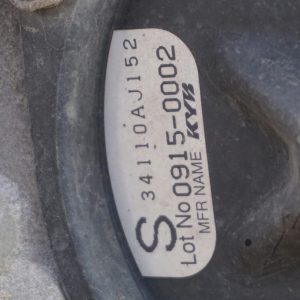 S 34110AJ152
Lot No 0915-0002
MFR NAME KYB